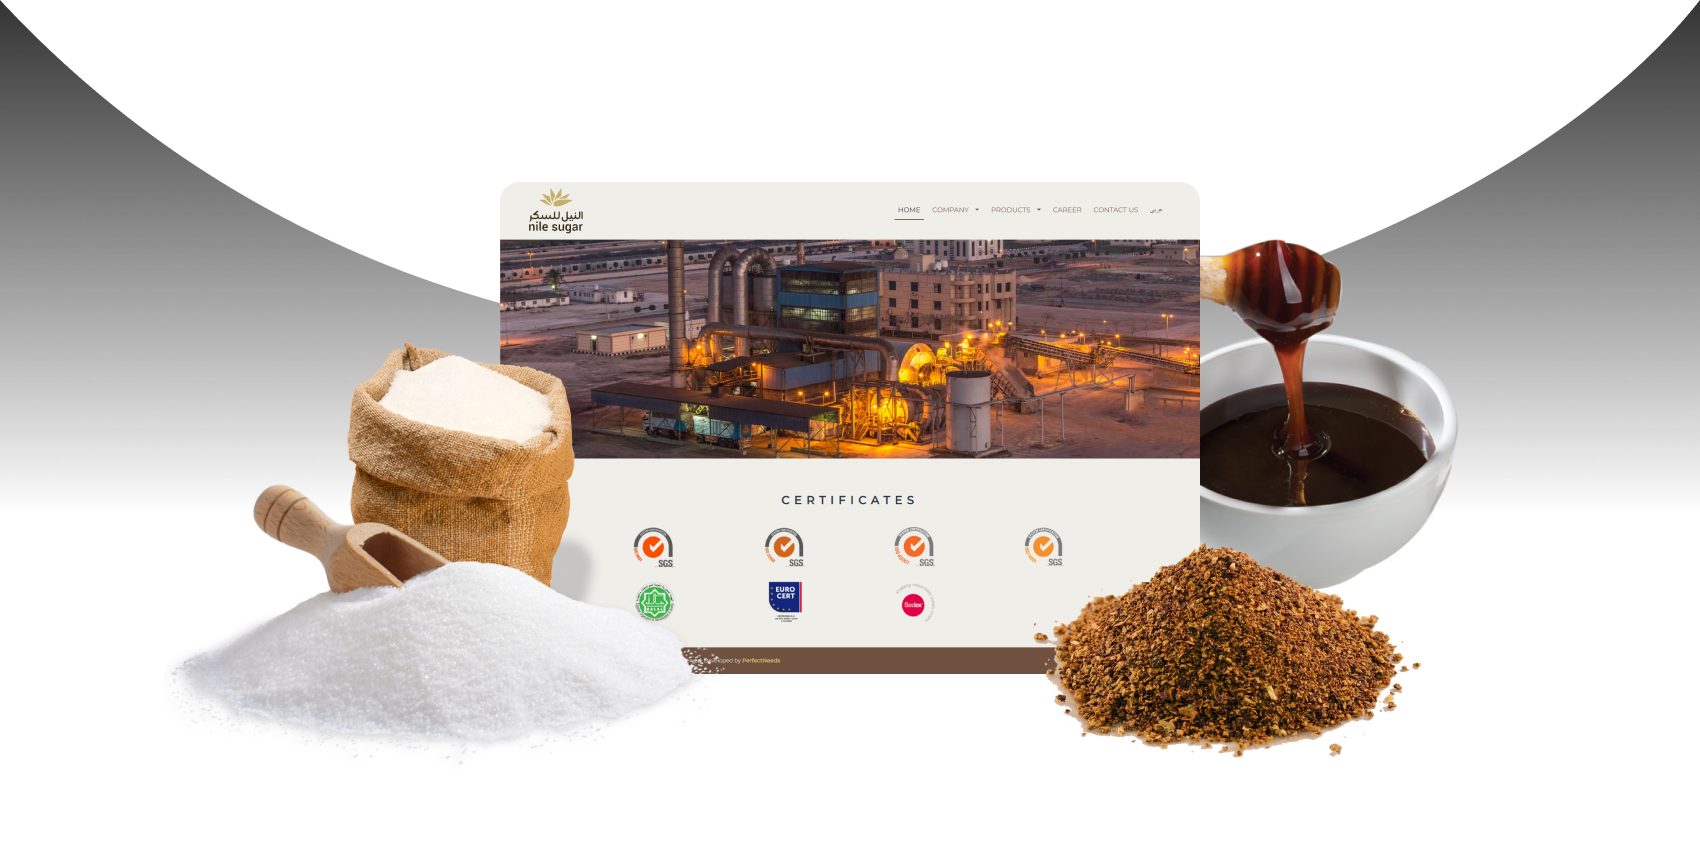 النيل للسكر
nile sugar
HOME COMPANY PRODUCTS CAREER CONTACT US عربي
CERTIFICATES
SGS SGS SGS SGS
EURO
CERT
Sedex
Developed by PerfectNeeds